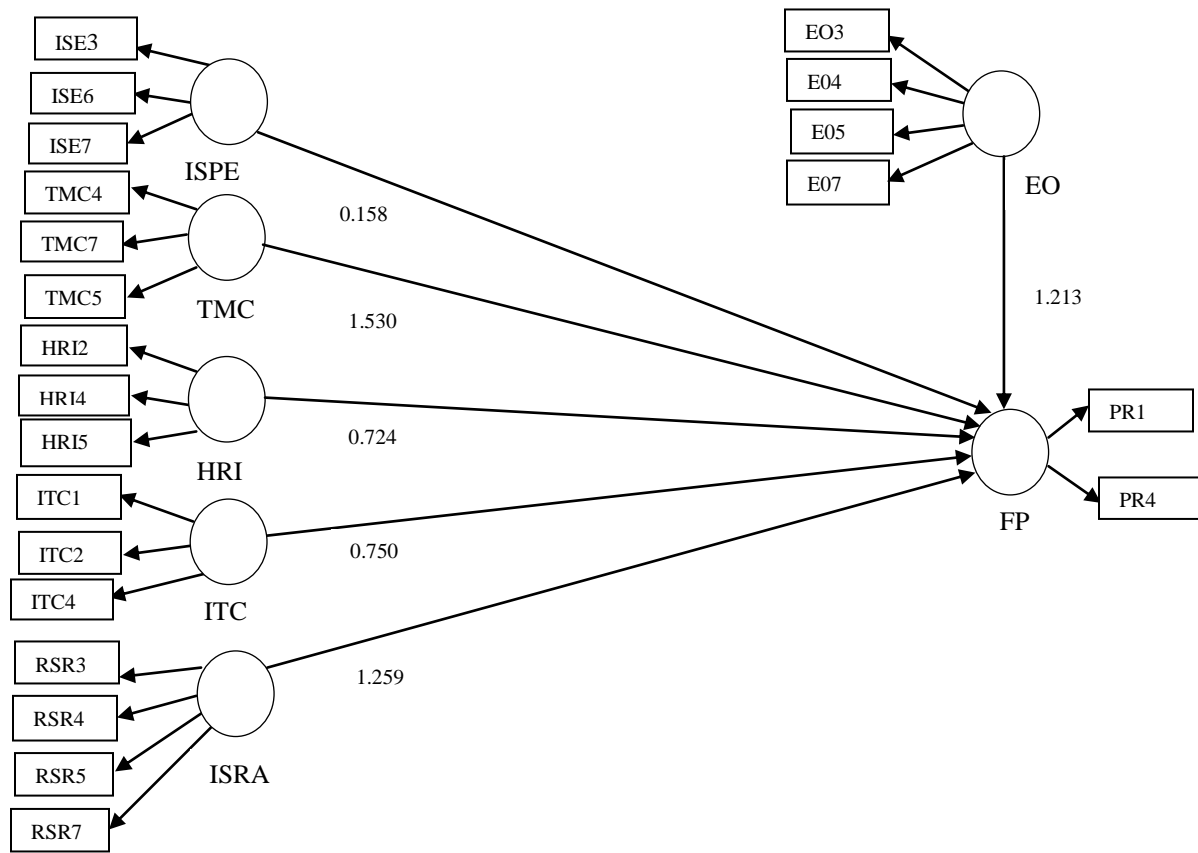 ISE3
ISE6
ISE7
ISPE
TMC4
TMC7
TMC5
TMC
HRI2
HRI4
HRI5
HRI
ITC1
ITC2
ITC4
ITC
RSR3
RSR4
RSR5
RSR7
ISRA
0.158
1.530
0.724
0.750
1.259
EO3
E04
E05
E07
EO
1.213
FP
PR1
PR4